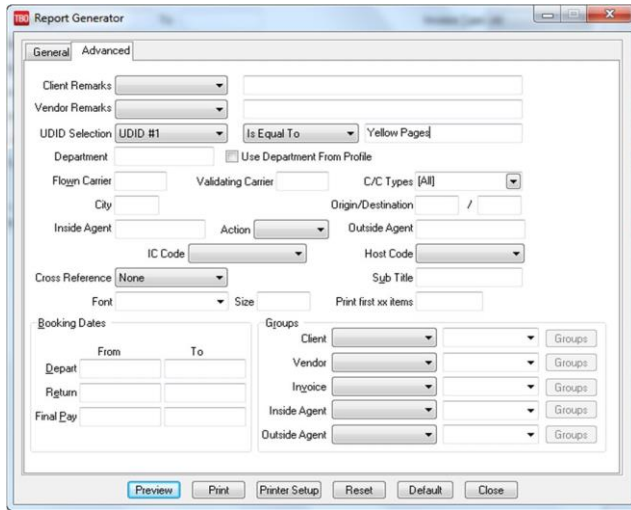 TBO Report Generator
General Advanced
Client Remarks
Vendor Remarks
UDID Selection UDID #1 Is Equal To Yellow Pages
Department Use Department From Profile
Flown Carrier Validating Carrier C/C Types [All]
City Origin/Destination /
Inside Agent Action Outside Agent
IC Code Host Code
Cross Reference None Sub Title
Font Size Print first xx items
Booking Dates Groups
Client Groups
From To
Vendor Groups
Depart
Invoice Groups
Return
Inside Agent Groups
Final Pay
Outside Agent Groups
Preview Print Printer Setup Reset Default Close